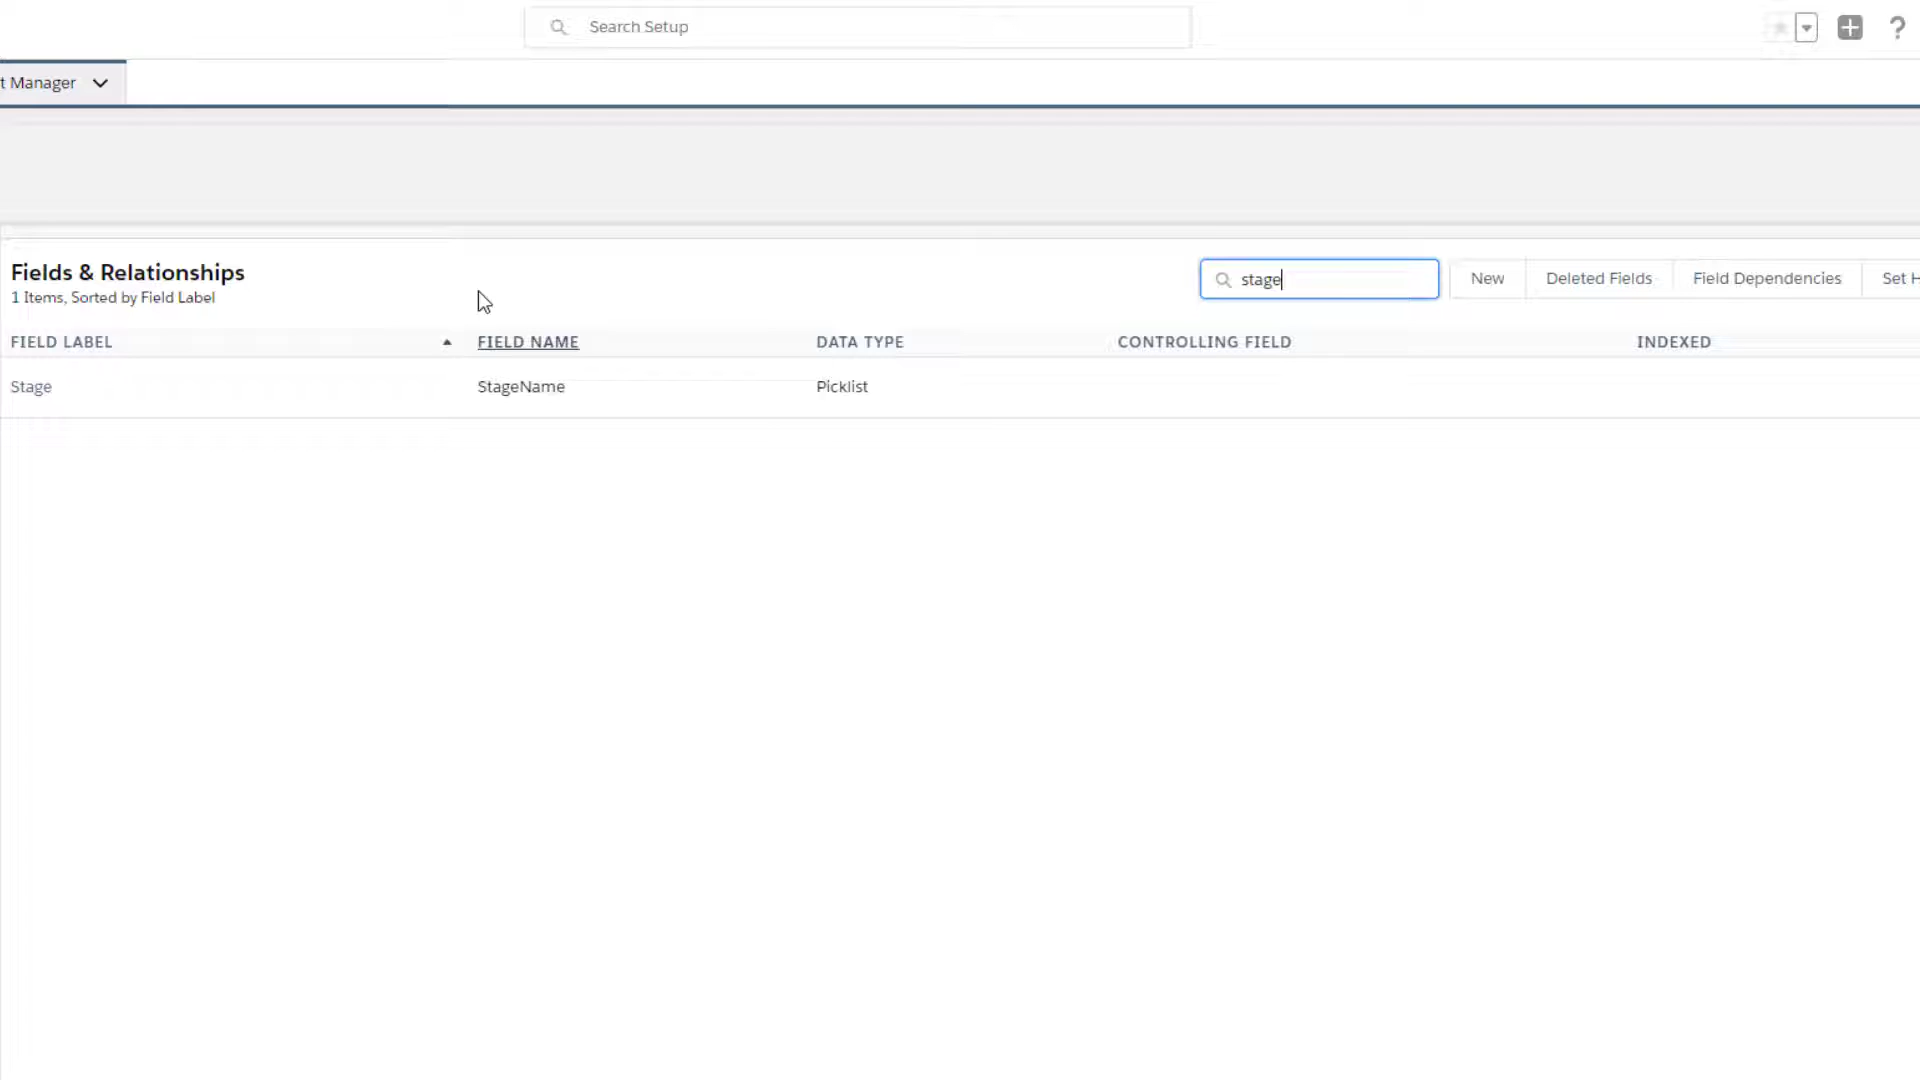 Search Setup
?
t Manager
Fields & Relationships
1 Items, Sorted by Field Label
stage
New
Deleted Fields
Field Dependencies
Set H
FIELD LABEL FIELD NAME DATA TYPE CONTROLLING FIELD INDEXED
Stage StageName Picklist